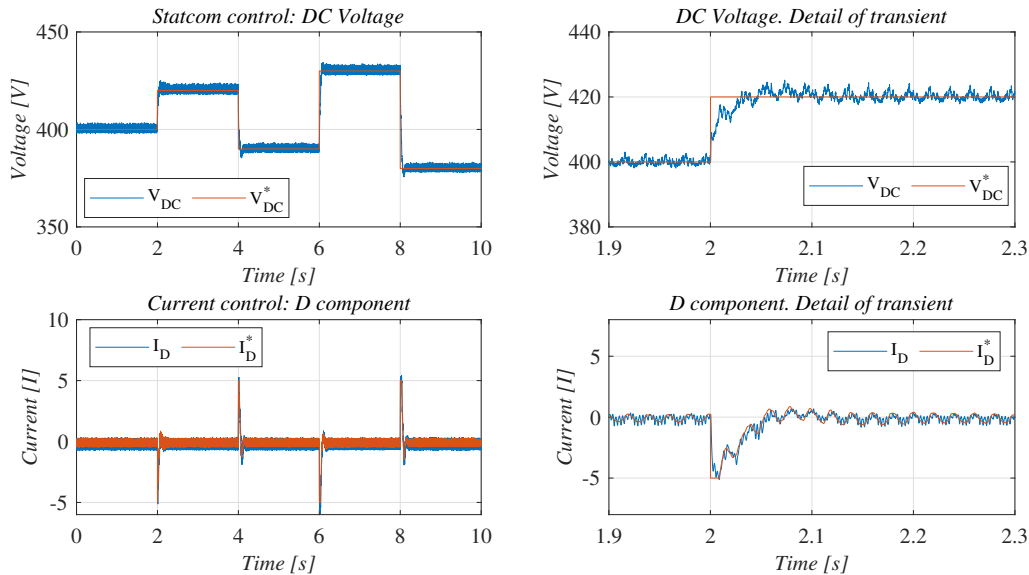 Statcom control: DC Voltage
450
400
350
Voltage [V]
V_DC
V*_DC
0 2 4 6 8 10
Time [s]
DC Voltage. Detail of transient
440
420
400
380
Voltage [V]
V_DC
V*_DC
1.9 2 2.1 2.2 2.3
Time [s]
Current control: D component
10
5
0
-5
Current [I]
I_D
I*_D
0 2 4 6 8 10
Time [s]
D component. Detail of transient
5
0
-5
Current [I]
I_D
I*_D
1.9 2 2.1 2.2 2.3
Time [s]